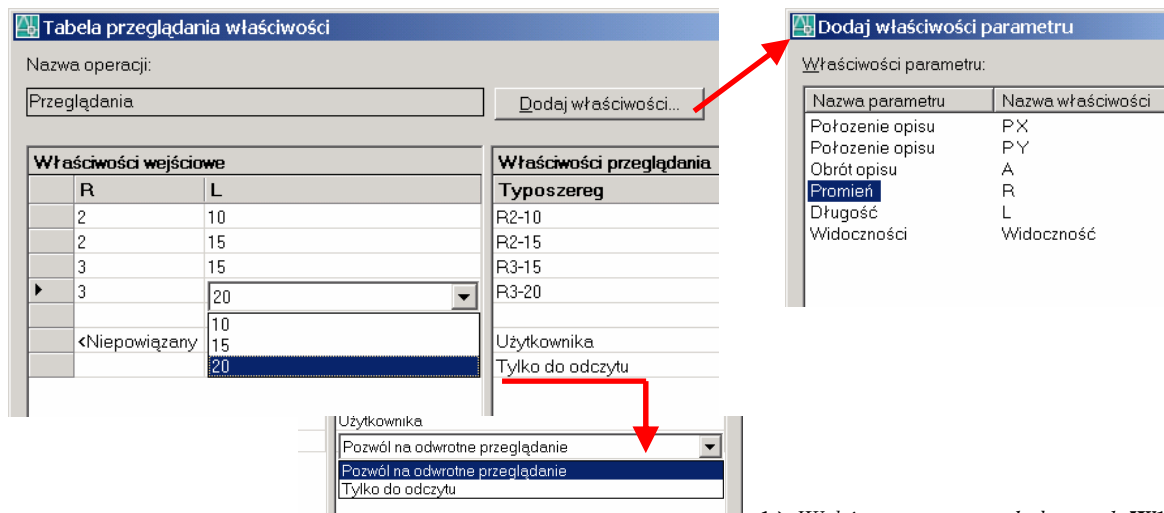 Tabela przeglądania właściwości
Nazwa operacji:
Przeglądania
Dodaj właściwości...
Właściwości wejściowe
Właściwości przeglądania
R L
Typoszereg
2 10 R2-10
2 15 R2-15
3 15 R3-15
3 20 R3-20
10
<Niepowiązany 15 Użytkownika
20 Tylko do odczytu
Dodaj właściwości parametru
Właściwości parametru:
Nazwa parametru Nazwa właściwości
Położenie opisu PX
Położenie opisu PY
Obrót opisu A
Promień R
Długość L
Widoczności Widoczność
Użytkownika
Pozwól na odwrotne przeglądanie
Pozwól na odwrotne przeglądanie
Tylko do odczytu